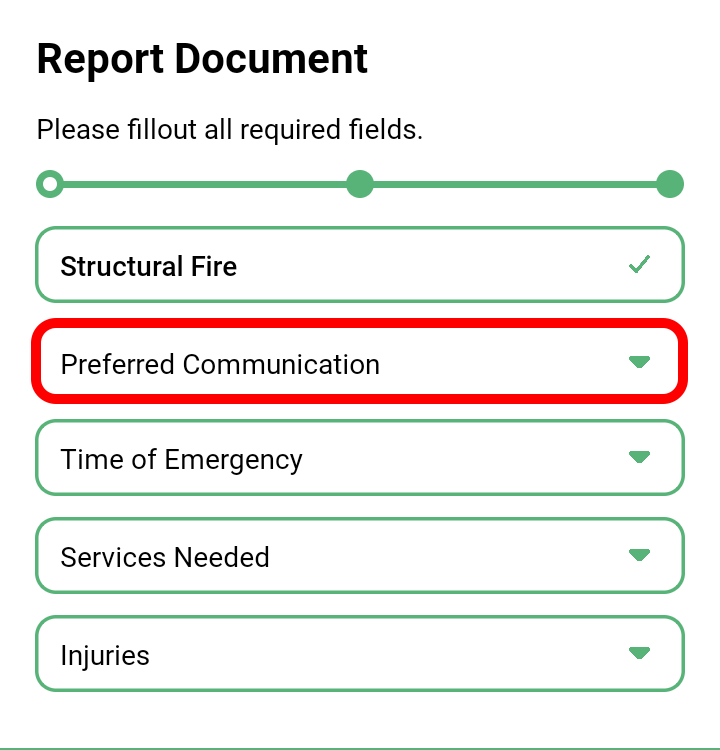 Report Document
Please fillout all required fields.
Structural Fire
Preferred Communication
Time of Emergency
Services Needed
Injuries